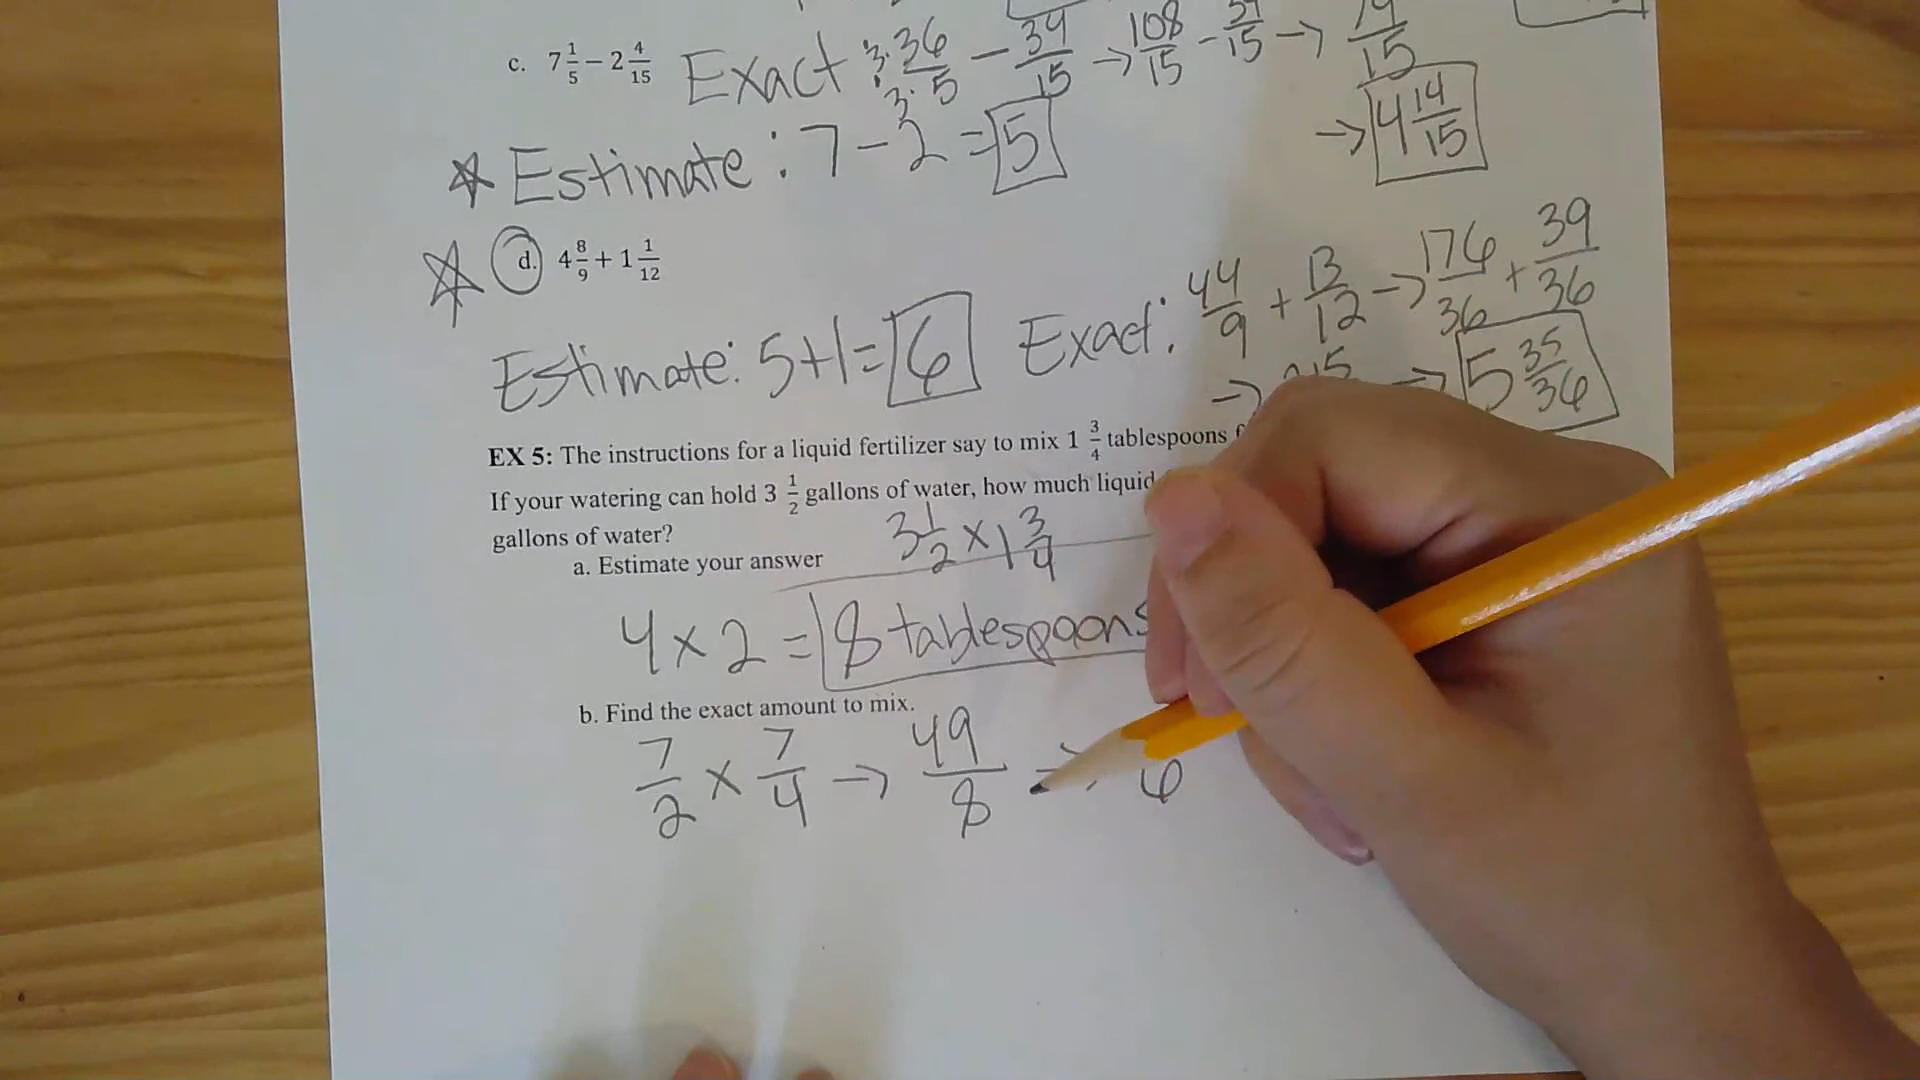 c. 7 1/5 − 2 4/15 Exact : 3· 36/3· 5 − 34/15 → 108/15 − 34/15 → 74/15
→ 4 14/15
☆ Estimate : 7 − 2 = 5
☆ d. 4 8/9 + 1 1/12
Exact : 44/9 + 13/12 → 176/36 + 39/36
Estimate: 5 + 1 = 6
→ 215 → 5 35/36
EX 5: The instructions for a liquid fertilizer say to mix 1 3/4 tablespoons
If your watering can hold 3 1/2 gallons of water, how much liquid
gallons of water?
3 1/2 × 1 3/4
a. Estimate your answer
4 × 2 = 8 tablespoons
b. Find the exact amount to mix.
7/2 × 7/4 → 49/8 → 6